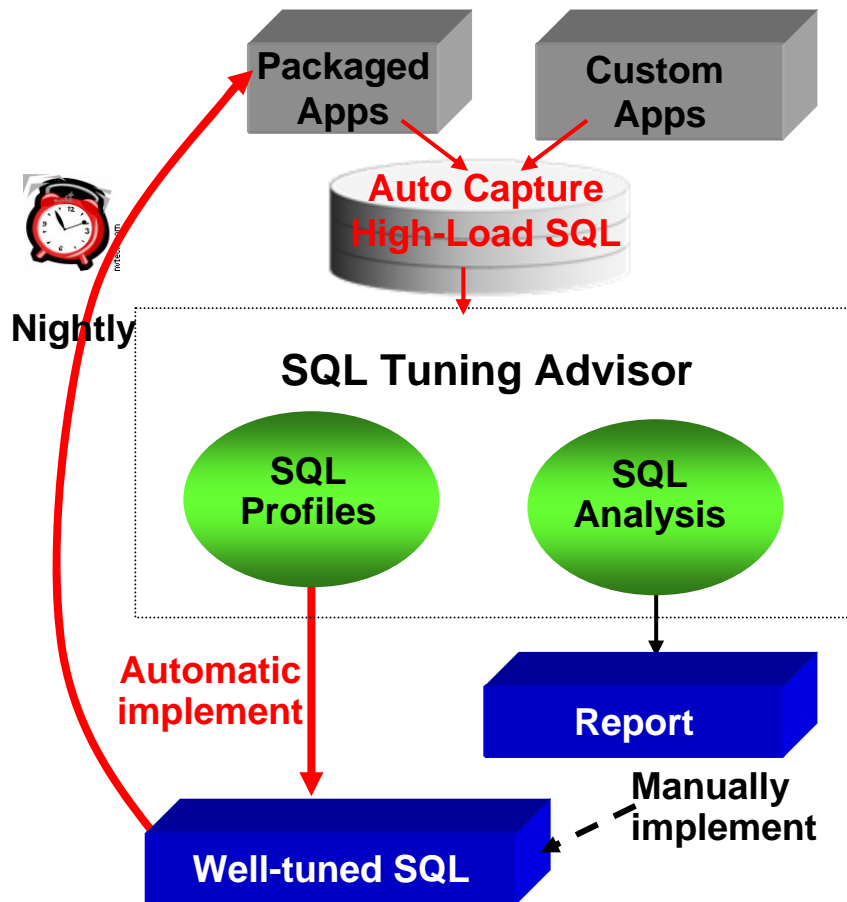 Packaged
Apps
Custom
Apps
Auto Capture
High-Load SQL
Nightly
SQL Tuning Advisor
SQL
Profiles
SQL
Analysis
Automatic
implement
Report
Manually
implement
Well-tuned SQL